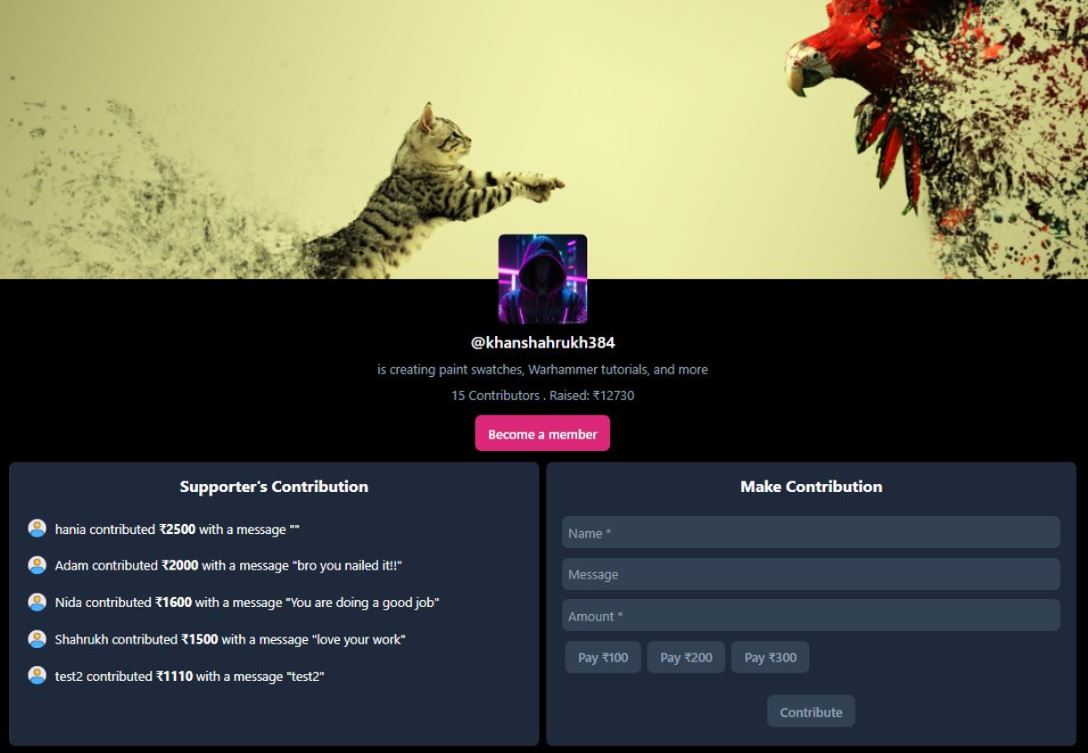 @khanshahrukh384
is creating paint swatches, Warhammer tutorials, and more
15 Contributors . Raised: ₹12730
Become a member
Supporter's Contribution
hania contributed ₹2500 with a message ""
Adam contributed ₹2000 with a message "bro you nailed it!!"
Nida contributed ₹1600 with a message "You are doing a good job"
Shahrukh contributed ₹1500 with a message "love your work"
test2 contributed ₹1110 with a message "test2"
Make Contribution
Name *
Message
Amount *
Pay ₹100 Pay ₹200 Pay ₹300
Contribute